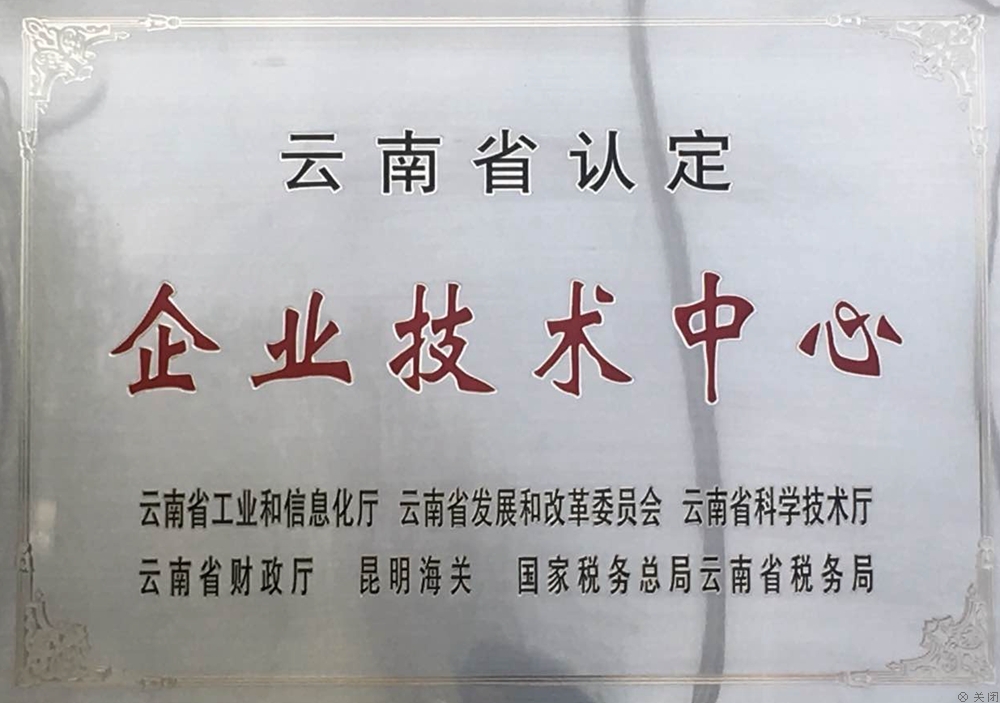 云南省认定
企业技术中心
云南省工业和信息化厅 云南省发展和改革委员会 云南省科学技术厅
云南省财政厅 昆明海关 国家税务总局云南省税务局
⊗ 关闭